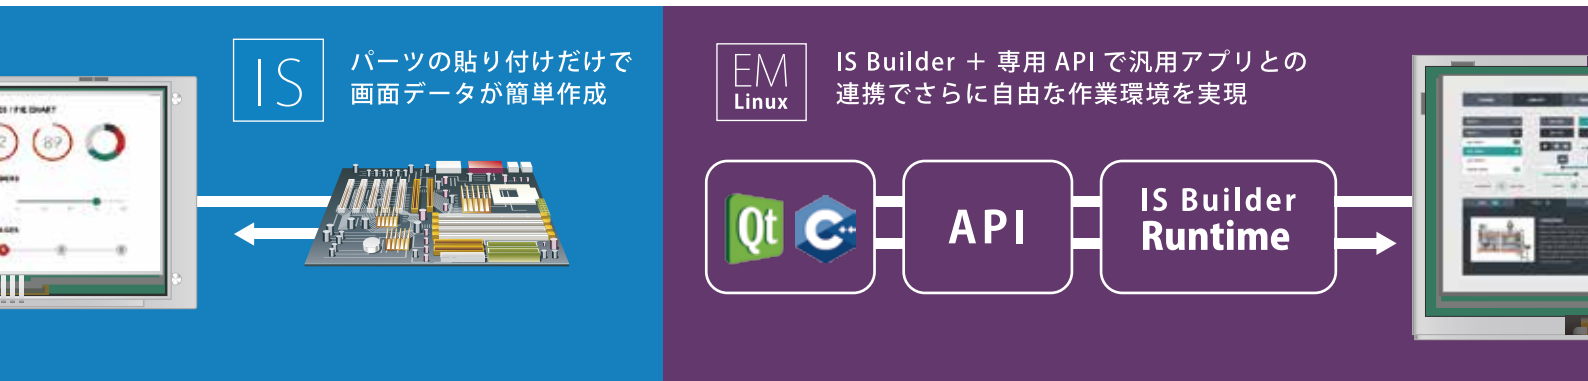 IS
パーツの貼り付けだけで
画面データが簡単作成
PIE CHART
89
EM
Linux
IS Builder ＋ 専用 API で汎用アプリとの
連携でさらに自由な作業環境を実現
Qt
C++
API
IS Builder
Runtime